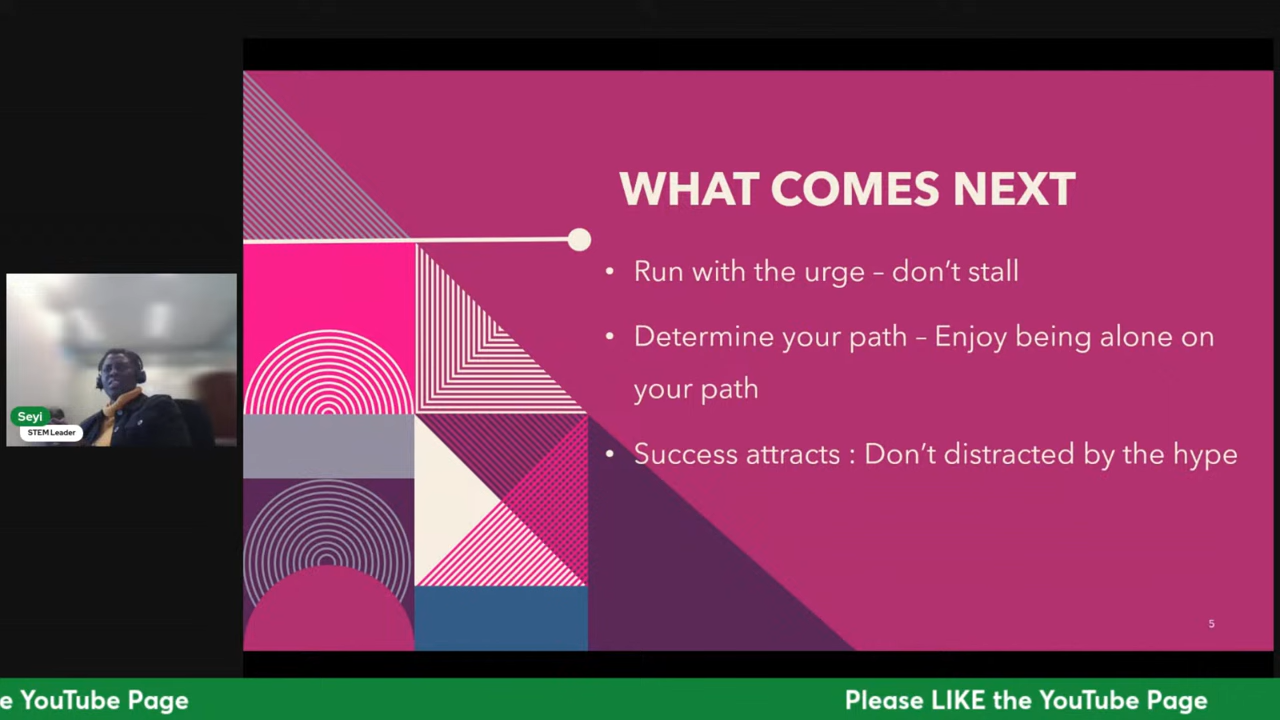 WHAT COMES NEXT
• Run with the urge – don't stall
• Determine your path – Enjoy being alone on
your path
• Success attracts : Don't distracted by the hype
5
Seyi
STEM Leader
e YouTube Page
Please LIKE the YouTube Page